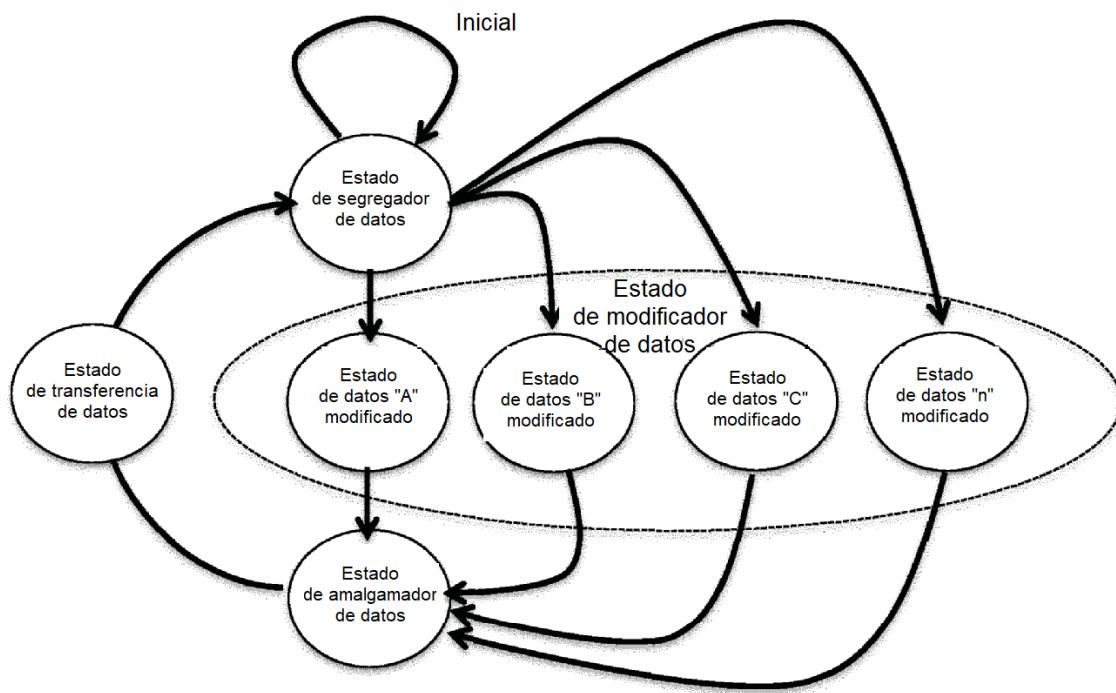 Inicial
Estado
de segregador
de datos
Estado
de modificador
de datos
Estado
de transferencia
de datos
Estado
de datos "A"
modificado
Estado
de datos "B"
modificado
Estado
de datos "C"
modificado
Estado
de datos "n"
modificado
Estado
de amalgamador
de datos